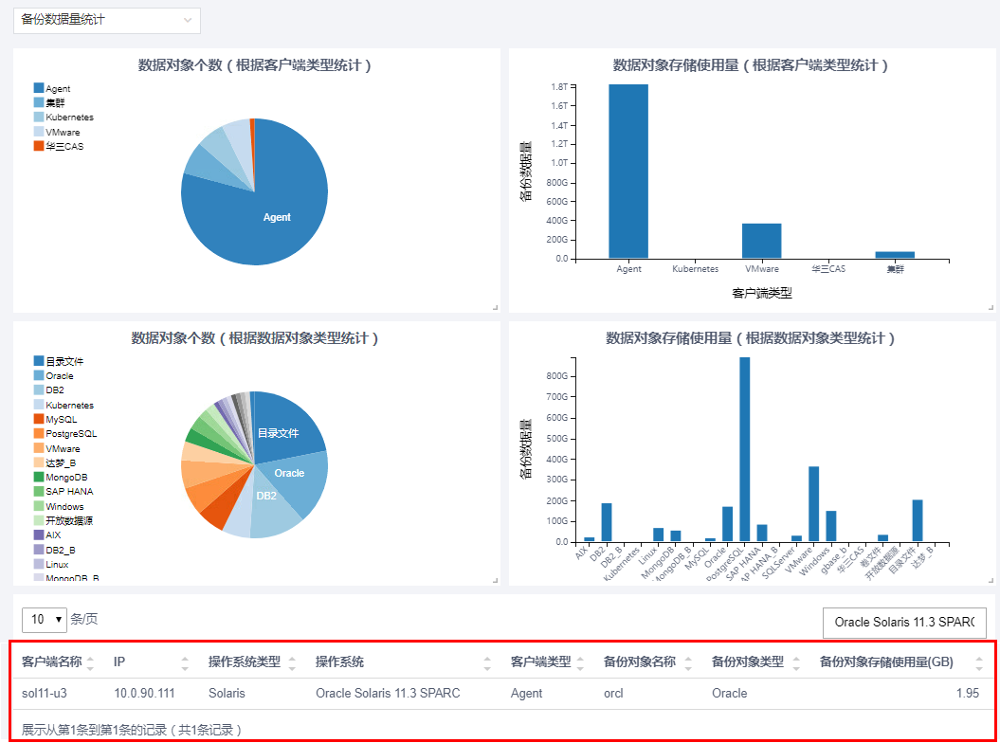 备份数据量统计
数据对象个数（根据客户端类型统计）
Agent
集群
Kubernetes
VMware
华三CAS
Agent
数据对象存储使用量（根据客户端类型统计）
备份数据量
1.8T
1.6T
1.4T
1.2T
1.0T
800G
600G
400G
200G
0.0
Agent Kubernetes VMware 华三CAS 集群
客户端类型
数据对象个数（根据数据对象类型统计）
目录文件
Oracle
DB2
Kubernetes
MySQL
PostgreSQL
VMware
达梦_B
MongoDB
SAP HANA
Windows
开放数据源
AIX
DB2_B
Linux
MongoDB_B
目录文件
Oracle
DB2
数据对象存储使用量（根据数据对象类型统计）
备份数据量
800G
700G
600G
500G
400G
300G
200G
100G
0.0
AIX DB2 DB2_B Kubernetes Linux MongoDB MongoDB_B MySQL Oracle PostgreSQL SAP HANA AP HANA_B SQLServer VMware Windows gbase_b 华三CAS 卷文件 开放数据源 目录文件 达梦_B
10 条/页
Oracle Solaris 11.3 SPARC
客户端名称 IP 操作系统类型 操作系统 客户端类型 备份对象名称 备份对象类型 备份对象存储使用量(GB)
sol11-u3 10.0.90.111 Solaris Oracle Solaris 11.3 SPARC Agent orcl Oracle 1.95
展示从第1条到第1条的记录（共1条记录）